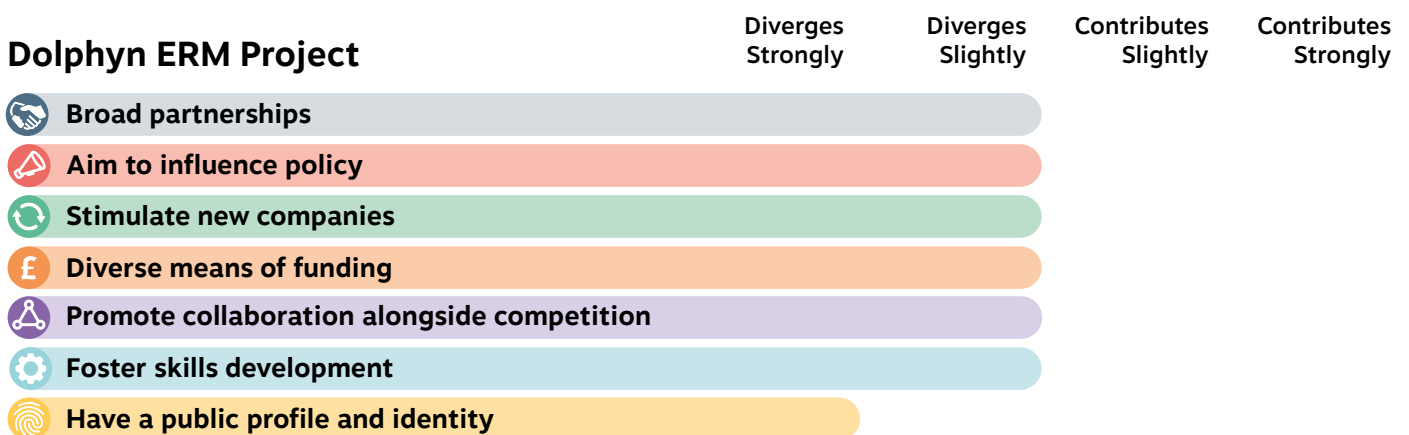 Dolphyn ERM Project
Diverges
Strongly
Diverges
Slightly
Contributes
Slightly
Contributes
Strongly
Broad partnerships
Aim to influence policy
Stimulate new companies
£ Diverse means of funding
Promote collaboration alongside competition
Foster skills development
Have a public profile and identity